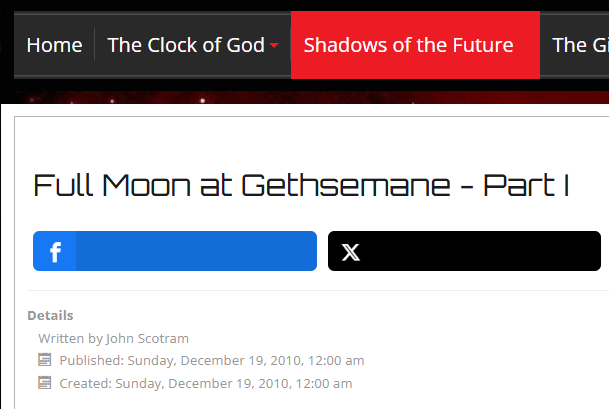 Home The Clock of God Shadows of the Future The
Full Moon at Gethsemane - Part I
f X
Details
Written by John Scotram
Published: Sunday, December 19, 2010, 12:00 am
Created: Sunday, December 19, 2010, 12:00 am